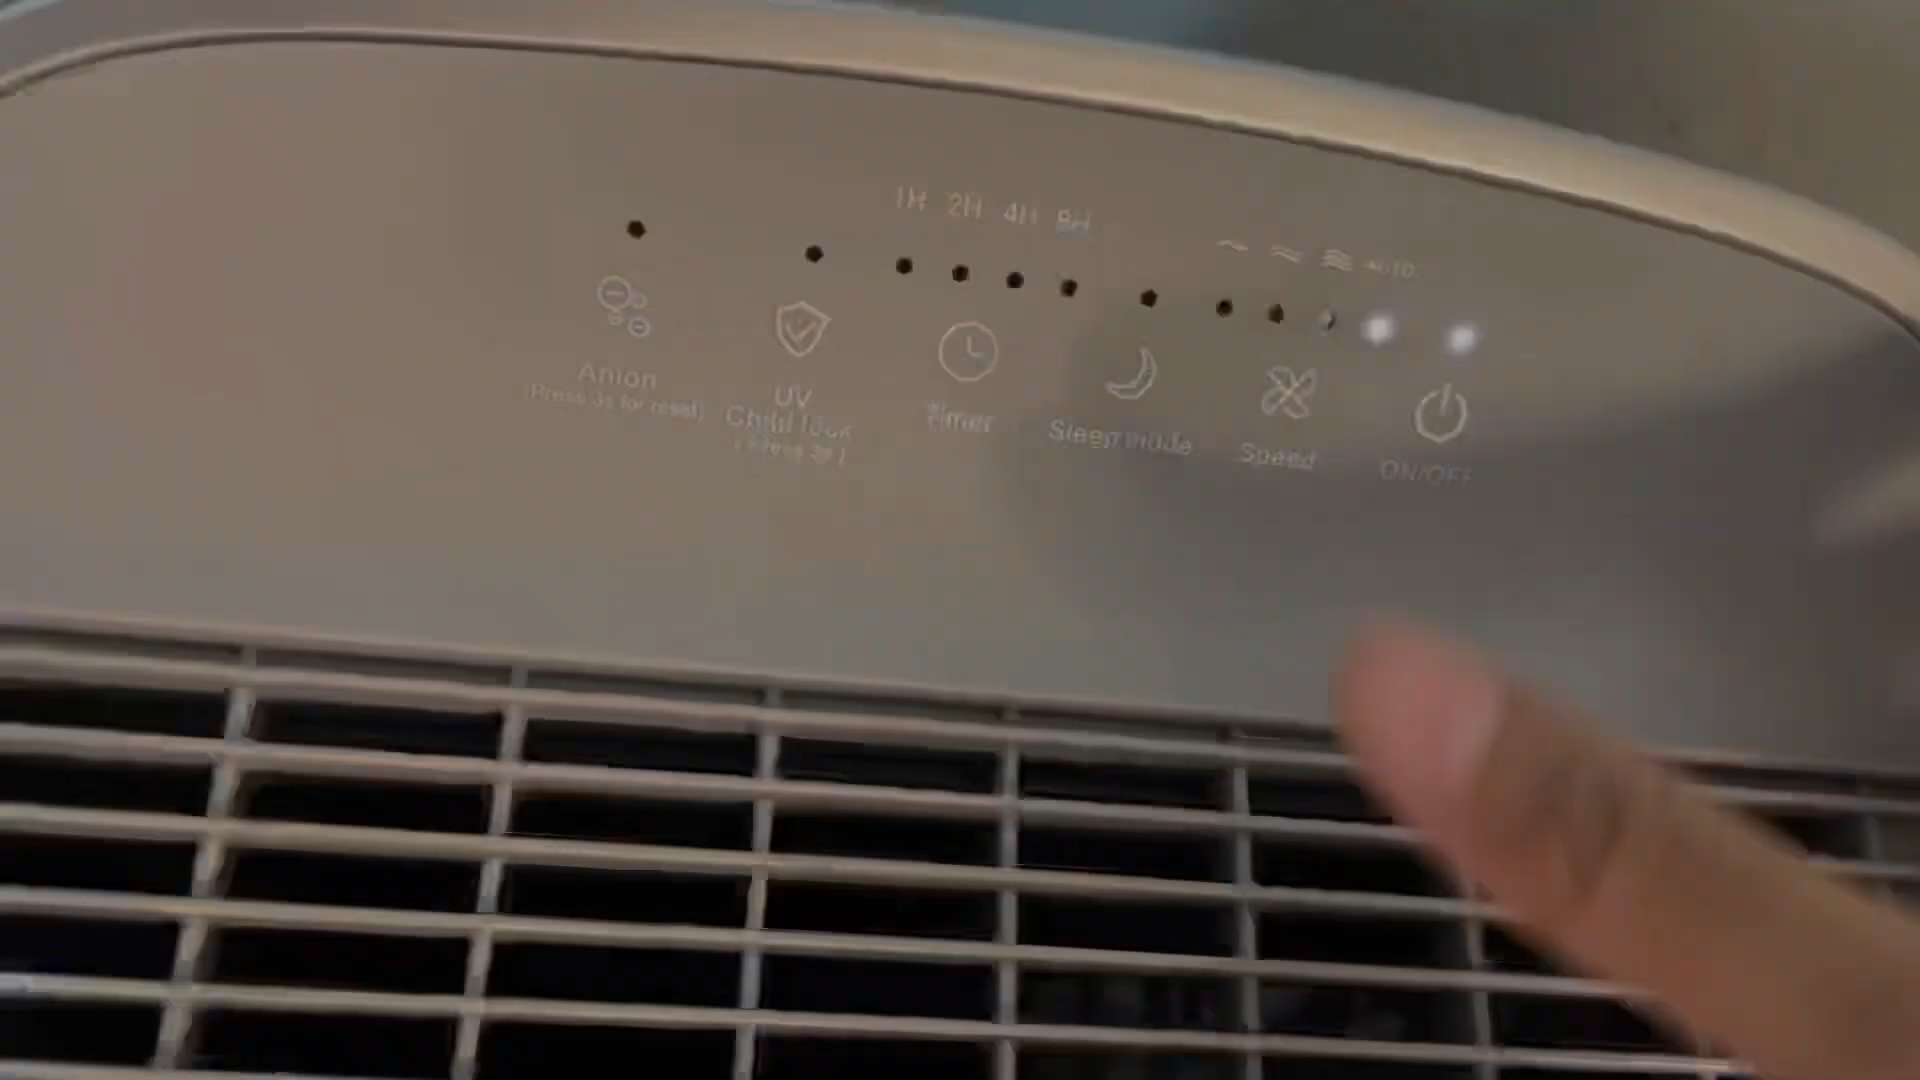 1H 2H 4H 8H
AUTO
Anion
(Press 3s for reset)
UV
Child lock
(Press 3s)
Timer
Sleep mode
Speed
ON/OFF